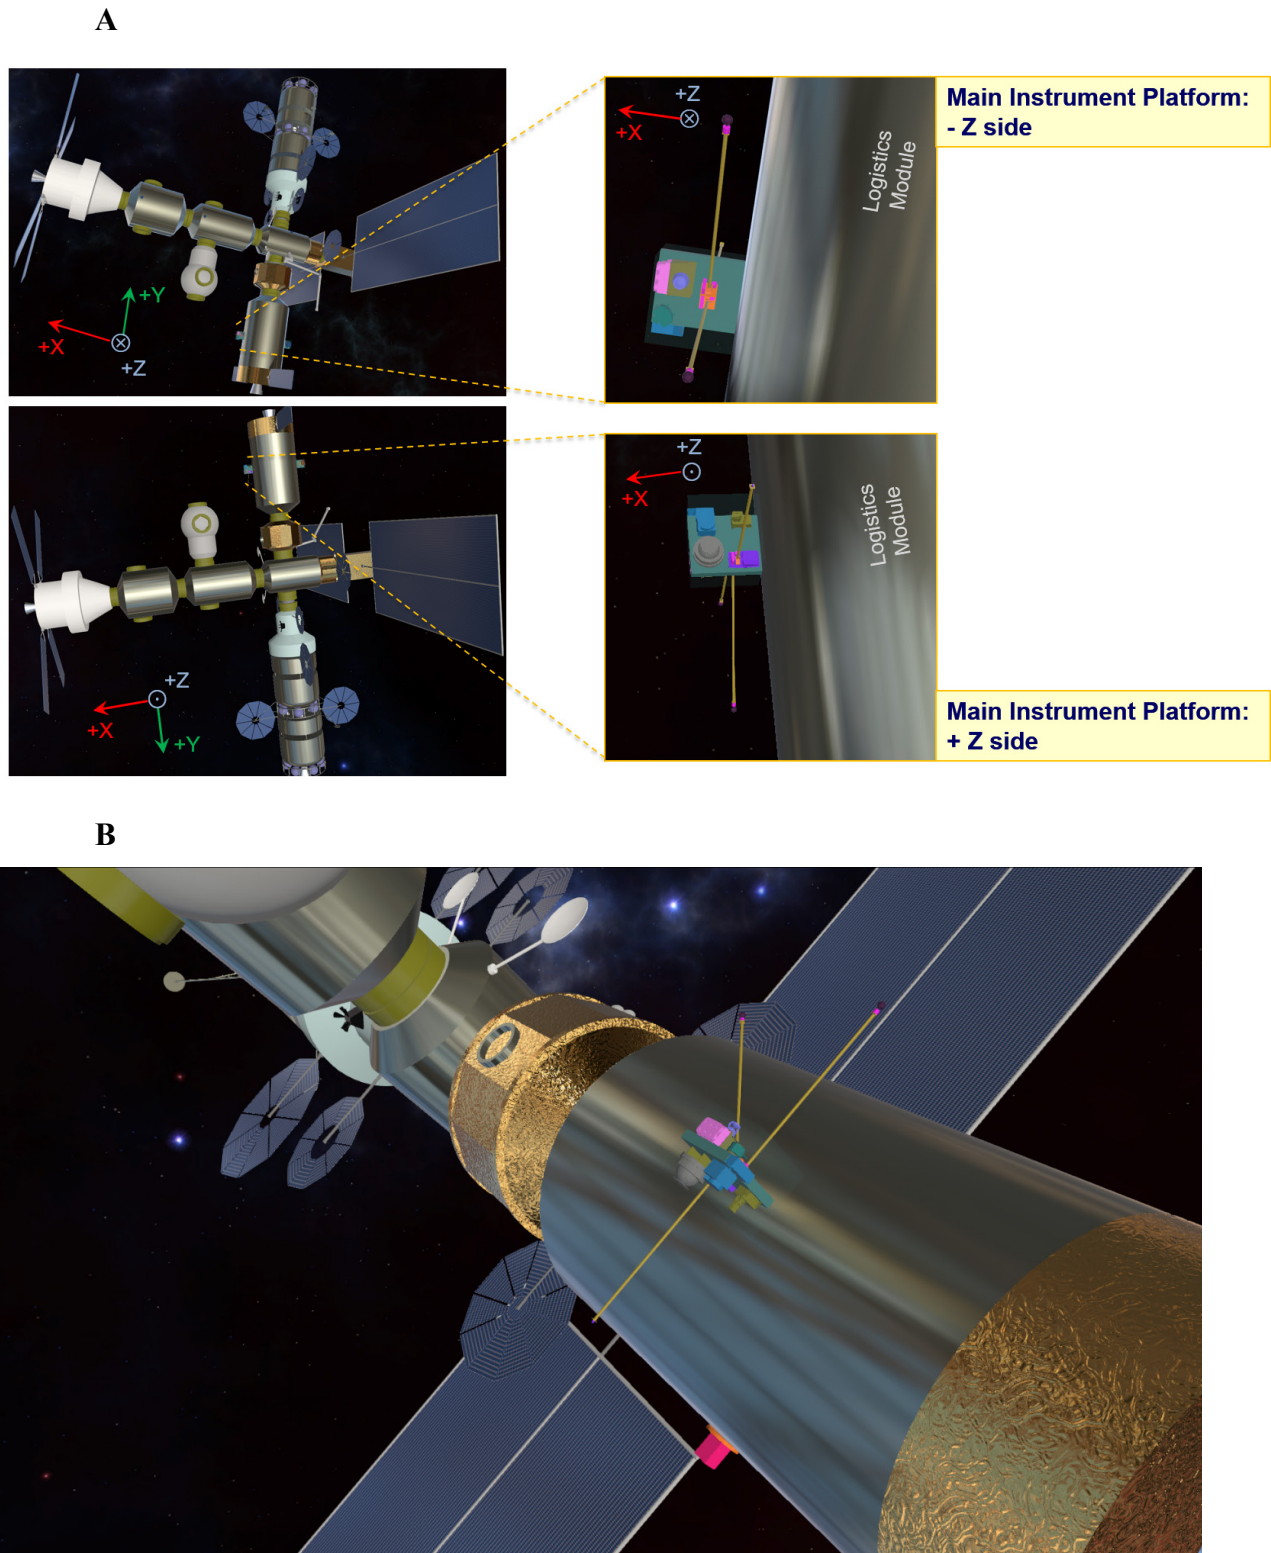 A
+Y
+X
+Z
+Z
+X
Logistics
Module
Main Instrument Platform:
- Z side
+Z
+X
+Y
+Z
+X
Logistics
Module
Main Instrument Platform:
+ Z side
B